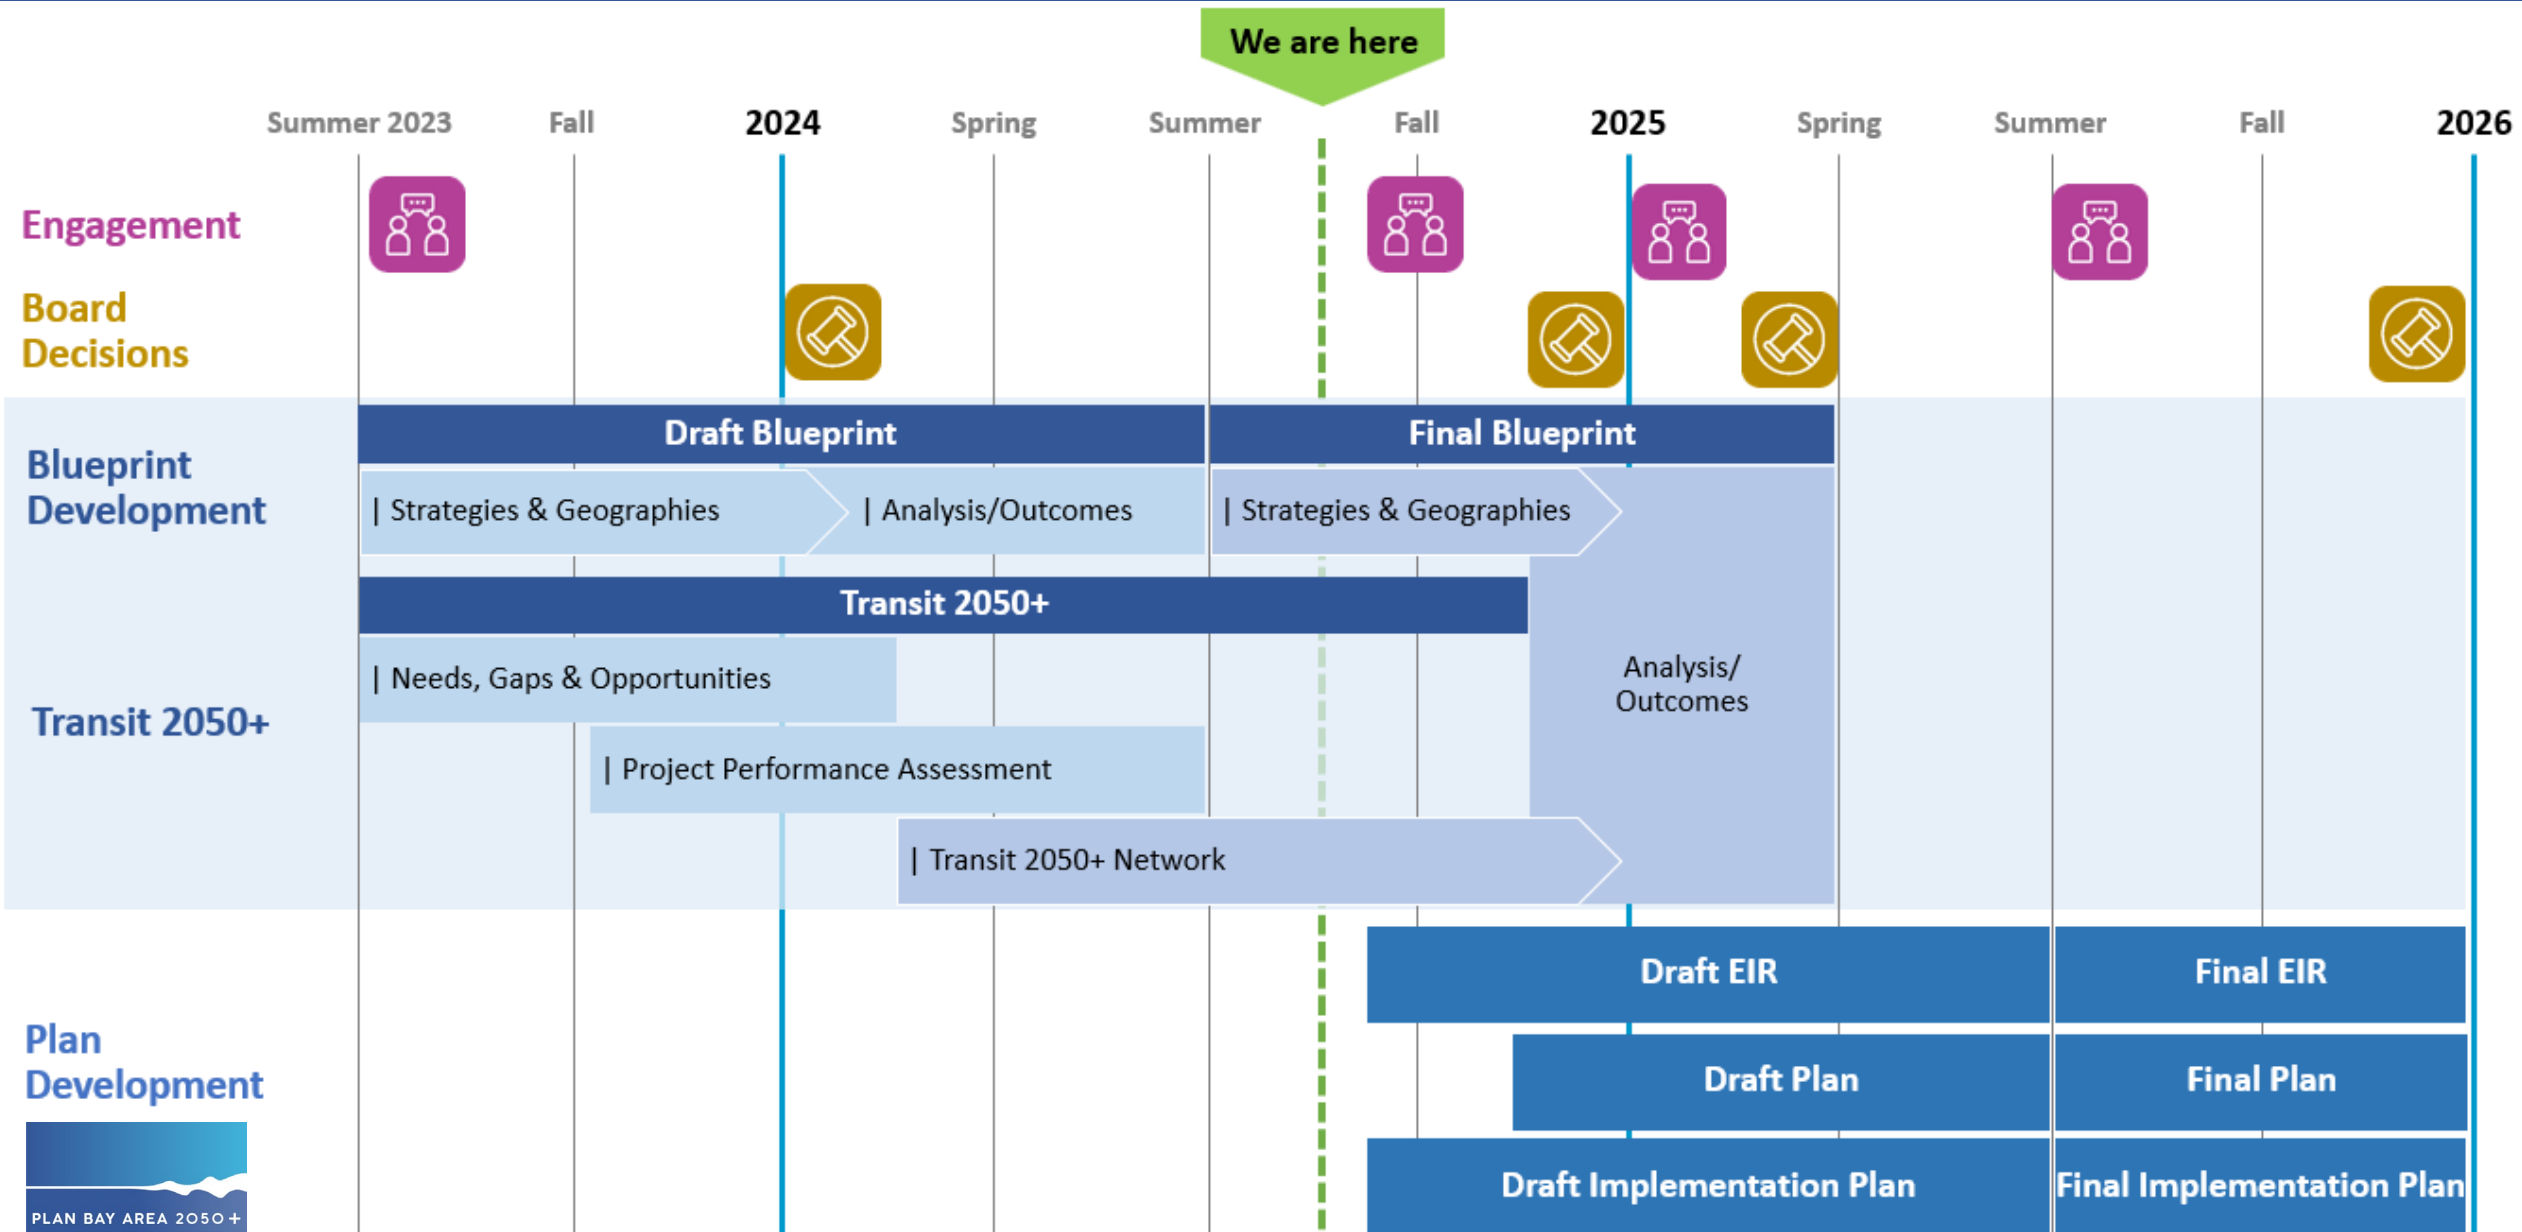 We are here
Summer 2023
Fall
2024
Spring
Summer
Fall
2025
Spring
Summer
Fall
2026
Engagement
Board
Decisions
Blueprint
Development
Draft Blueprint
Final Blueprint
| Strategies & Geographies
| Analysis/Outcomes
| Strategies & Geographies
Transit 2050+
Transit 2050+
| Needs, Gaps & Opportunities
Analysis/
Outcomes
| Project Performance Assessment
| Transit 2050+ Network
Plan
Development
Draft EIR
Final EIR
Draft Plan
Final Plan
Draft Implementation Plan
Final Implementation Plan
PLAN BAY AREA 2050+